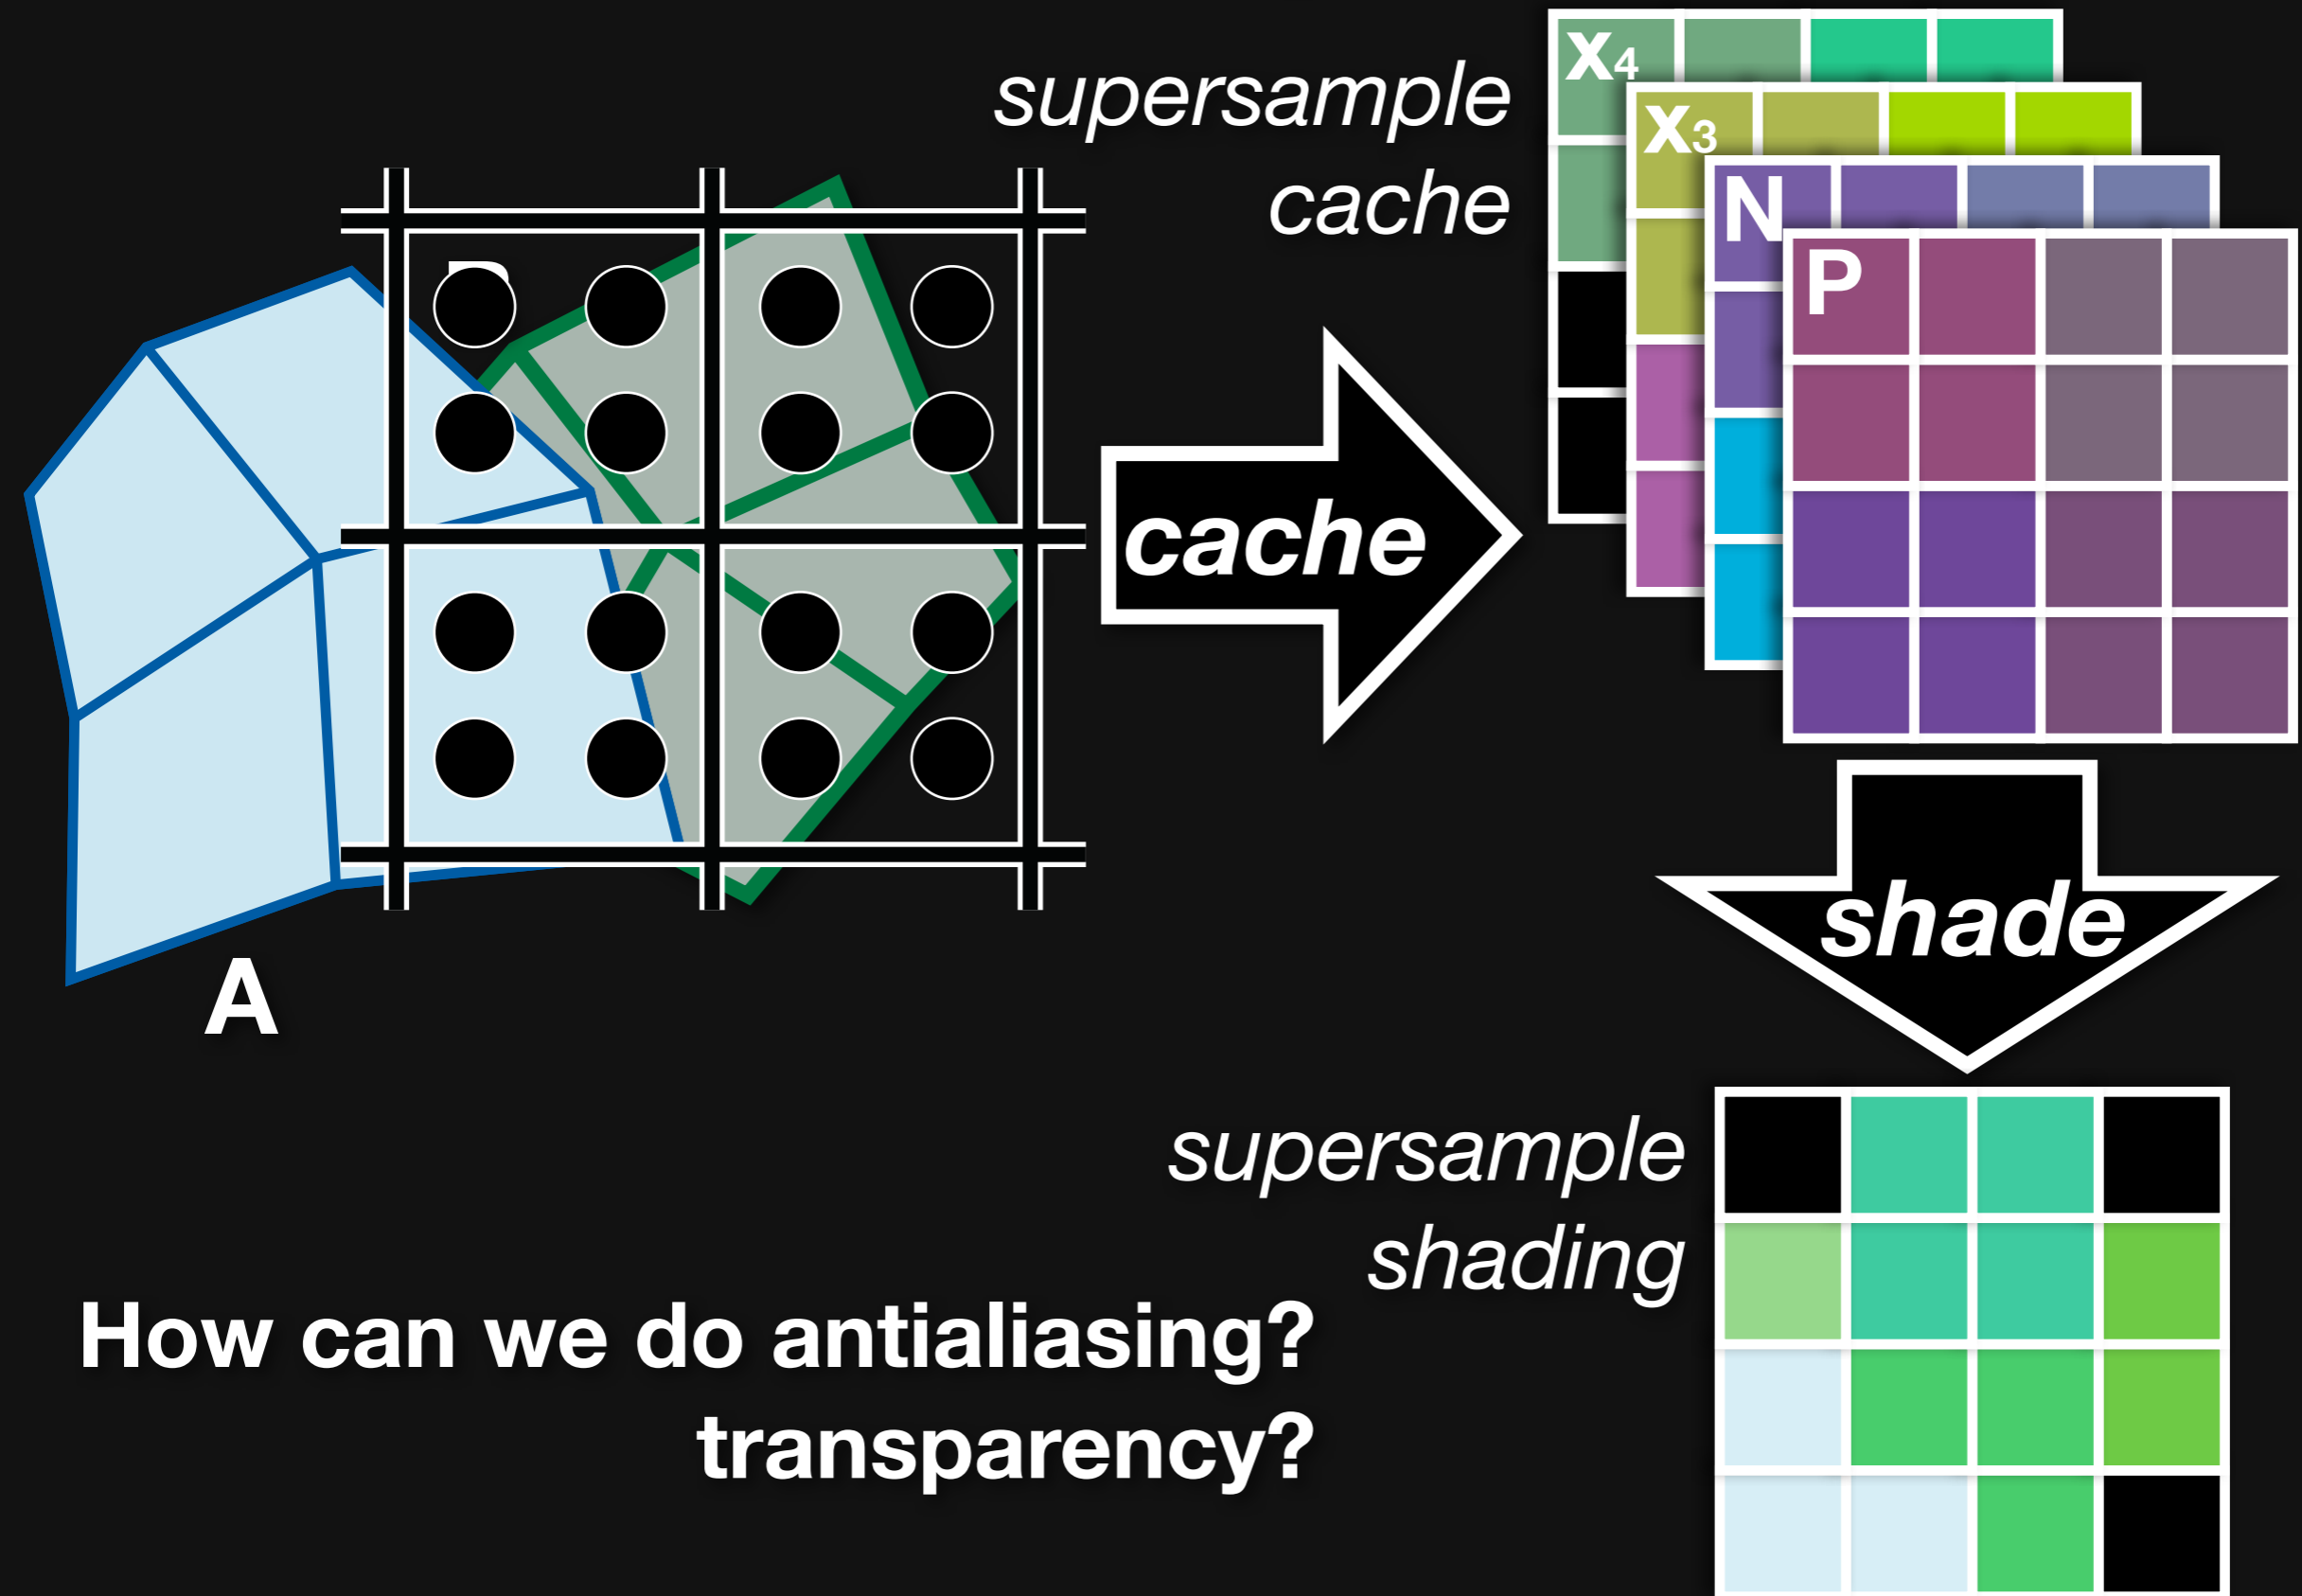 supersample
cache
x4
x3
N
P
cache
shade
A
supersample
shading
How can we do antialiasing?
transparency?